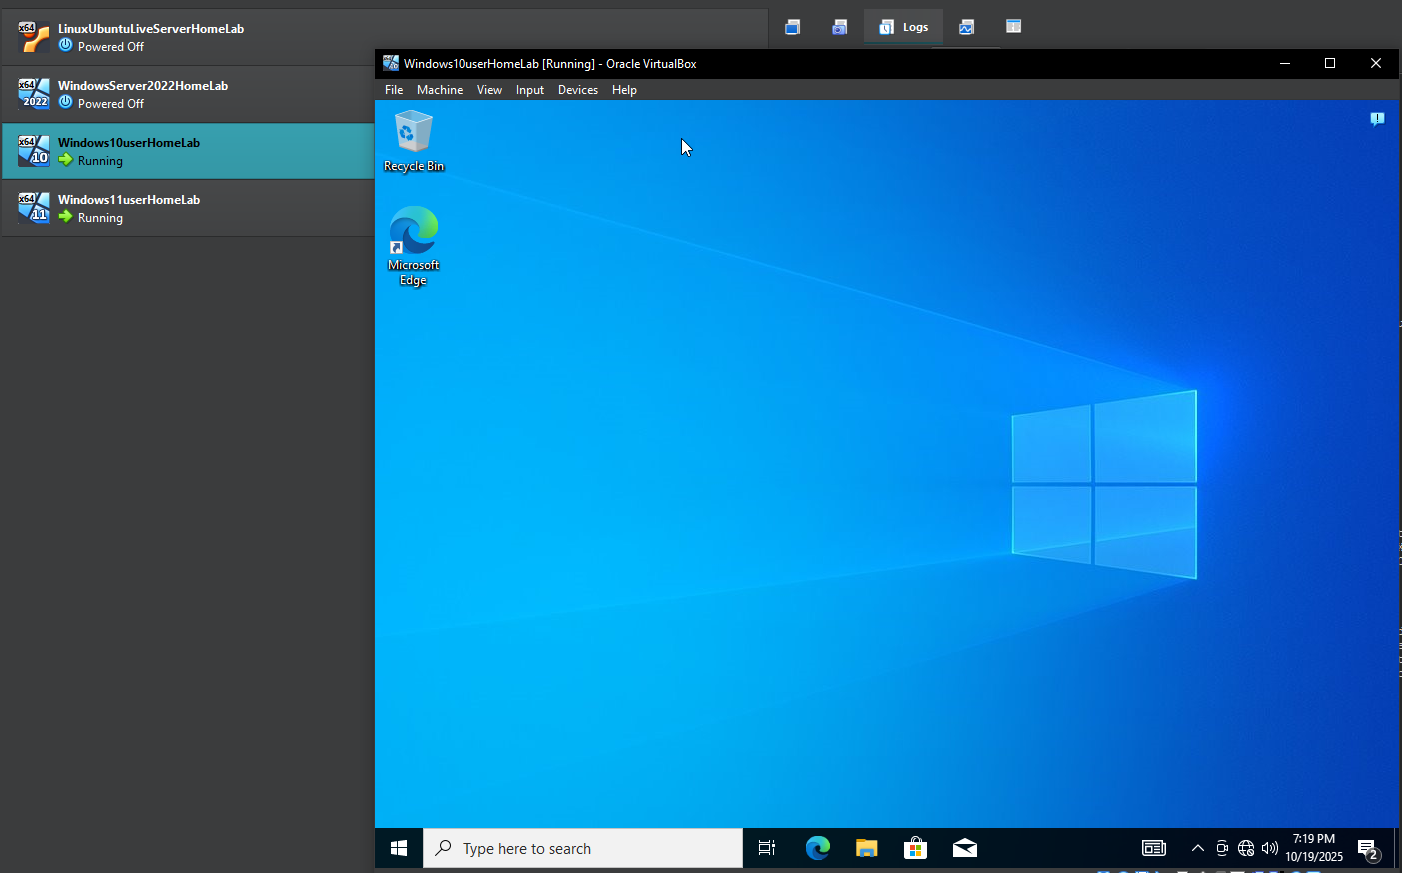 x64
LinuxUbuntuLiveServerHomeLab
Powered Off
x64
2022
WindowsServer2022HomeLab
Powered Off
x64
10
Windows10userHomeLab
Running
x64
11
Windows11userHomeLab
Running
Logs
Windows10userHomeLab [Running] - Oracle VirtualBox
File Machine View Input Devices Help
Recycle Bin
Microsoft
Edge
Type here to search
7:19 PM
10/19/2025
2